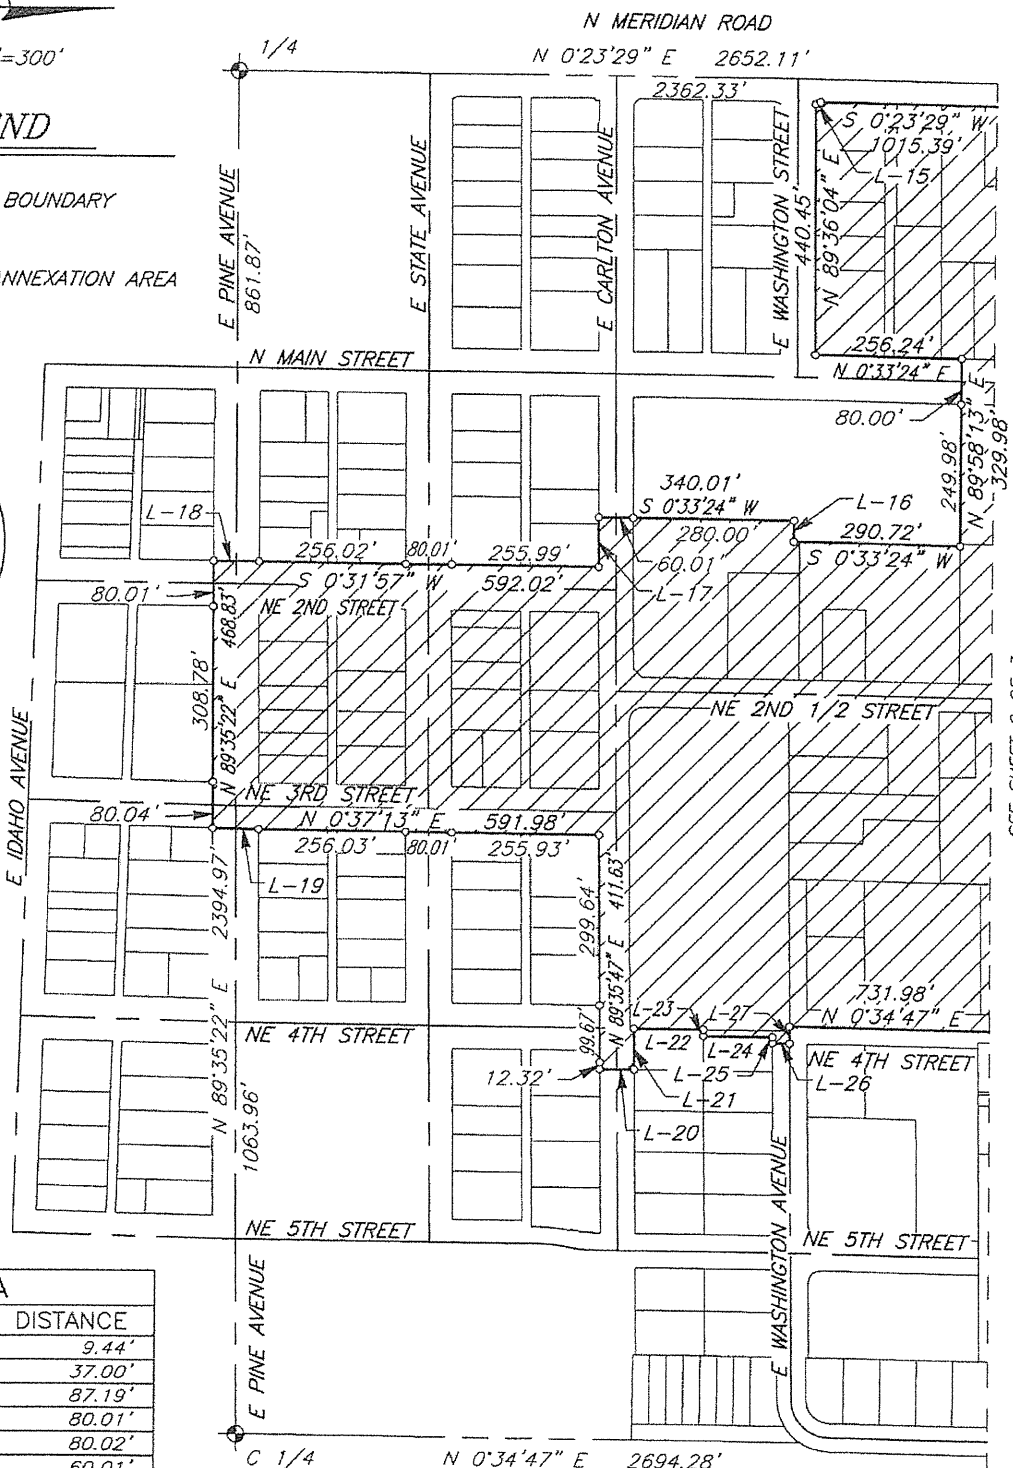 N MERIDIAN ROAD
1/4
N 0°23'29" E 2652.11'
'=300'
2362.33'
ND
S 0°23'29" W
1015.39'
L-15
BOUNDARY
E PINE AVENUE
861.87'
E STATE AVENUE
E CARLTON AVENUE
E WASHINGTON STREET
440.45'
N 89°36'04" E
NNEXATION AREA
N MAIN STREET
256.24'
N 0°33'24" E
80.00'
249.98'
N 89°58'13" E
329.98'
340.01'
S 0°33'24" W
280.00'
L-16
290.72'
S 0°33'24" W
L-18
256.02'
80.01'
255.99'
60.01'
S 0°31'57" W
592.02'
L-17
80.01'
NE 2ND STREET
468.83'
308.78'
N 89°35'22" E
NE 2ND 1/2 STREET
E IDAHO AVENUE
NE 3RD STREET
80.04'
N 0°37'13" E
591.98'
256.03'
80.01'
255.93'
L-19
2394.97'
N 89°35'22" E
1063.96'
299.64'
411.63'
N 89°35'47" E
99.67'
731.98'
N 0°34'47" E
L-23
L-27
L-22
L-24
NE 4TH STREET
NE 4TH STREET
12.32'
L-25
L-26
L-21
L-20
E WASHINGTON AVENUE
NE 5TH STREET
NE 5TH STREET
E PINE AVENUE
A
DISTANCE
9.44'
37.00'
87.19'
80.01'
80.02'
60.01'
C 1/4
N 0°34'47" E 2694.28'